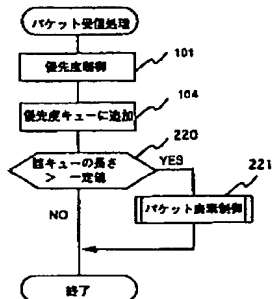 パケット受信処理
優先度制御
101
優先度キューに追加
104
該キューの長さ
> 一定値
220
YES
221
パケット廃棄制御
NO
終了